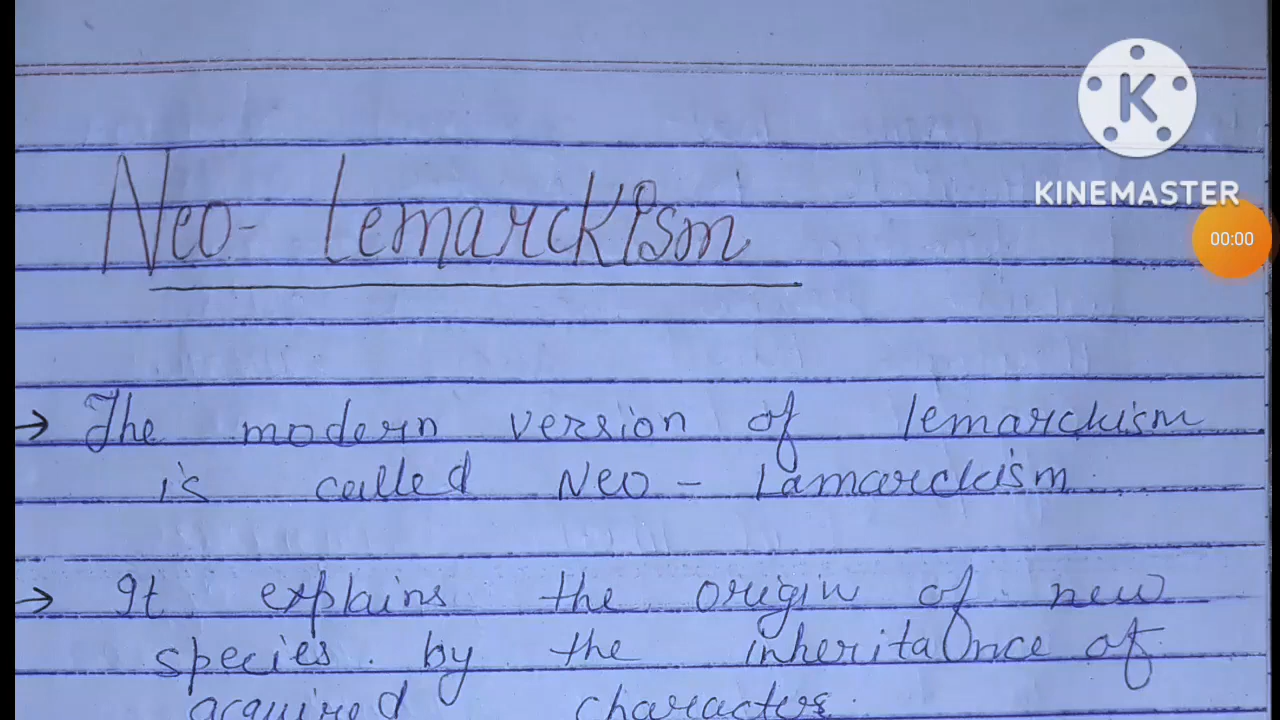 KINEMASTER
00:00
Neo- Lemarckism
→ The modern version of lemarckism
is called Neo - Lamarckism.
→ It explains the origin of new
species. by the inheritance of
acquired characters.